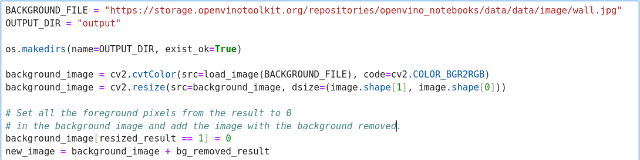 BACKGROUND_FILE = "https://storage.openvinotoolkit.org/repositories/openvino_notebooks/data/data/image/wall.jpg"
OUTPUT_DIR = "output"
os.makedirs(name=OUTPUT_DIR, exist_ok=True)
background_image = cv2.cvtColor(src=load_image(BACKGROUND_FILE), code=cv2.COLOR_BGR2RGB)
background_image = cv2.resize(src=background_image, dsize=(image.shape[1], image.shape[0]))
# Set all the foreground pixels from the result to 0
# in the background image and add the image with the background removed.
background_image[resized_result == 1] = 0
new_image = background_image + bg_removed_result